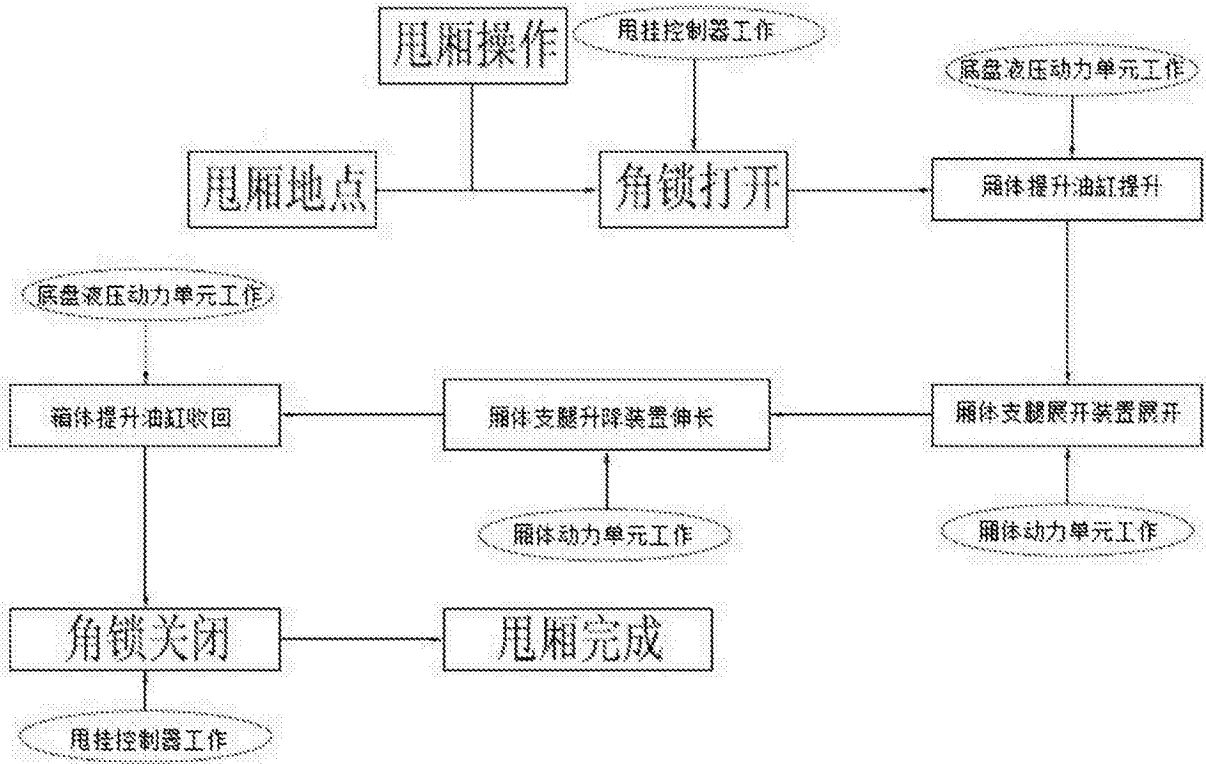 甩厢操作
甩挂控制器工作
底盘液压动力单元工作
甩厢地点
角锁打开
厢体提升油缸提升
底盘液压动力单元工作
箱体提升油缸收回
厢体支腿升降装置伸长
厢体支腿展开装置展开
厢体动力单元工作
厢体动力单元工作
角锁关闭
甩厢完成
甩挂控制器工作